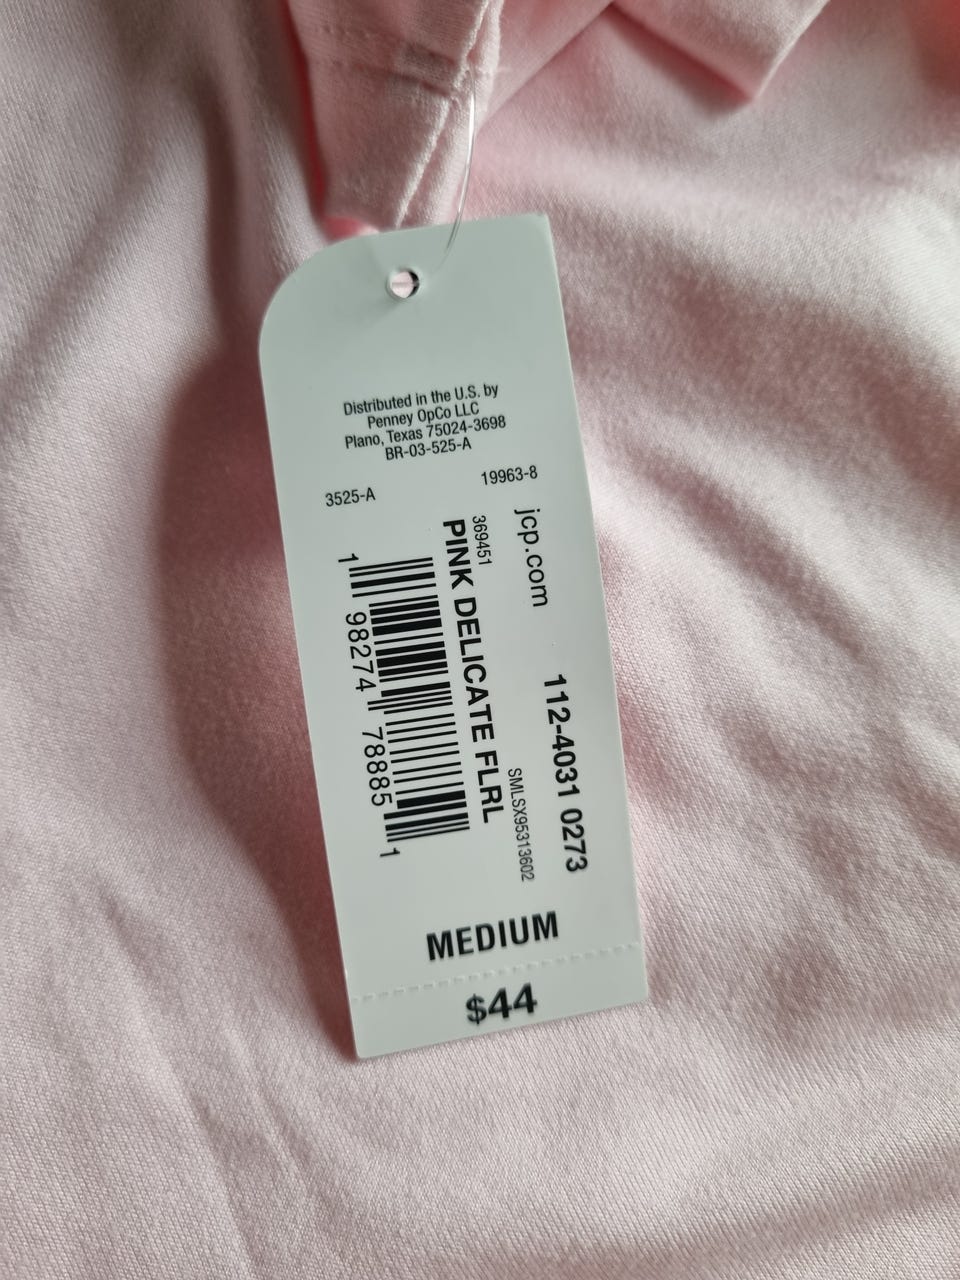 Distributed in the U.S. by
Penney OpCo LLC
Plano, Texas 75024-3698
BR-03-525-A
3525-A
19963-8
jcp.com
112-4031 0273
369451
SMLSX95313602
PINK DELICATE FLRL
1 98274 78885 1
MEDIUM
$44